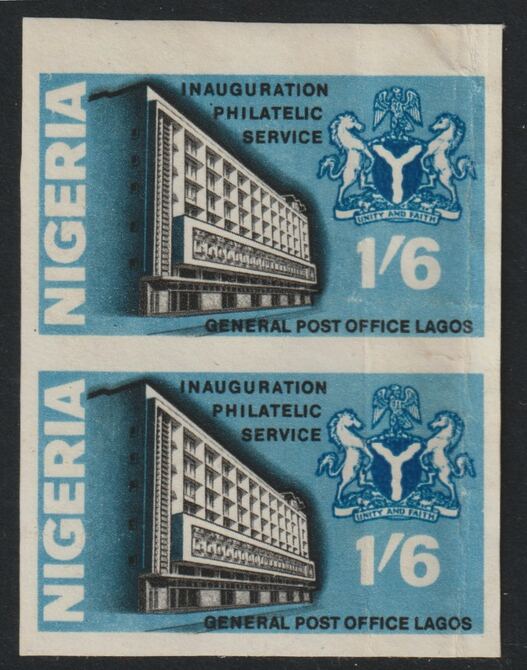 NIGERIA
INAUGURATION
PHILATELIC
SERVICE
UNITY AND FAITH
1/6
GENERAL POST OFFICE LAGOS
NIGERIA
INAUGURATION
PHILATELIC
SERVICE
UNITY AND FAITH
1/6
GENERAL POST OFFICE LAGOS